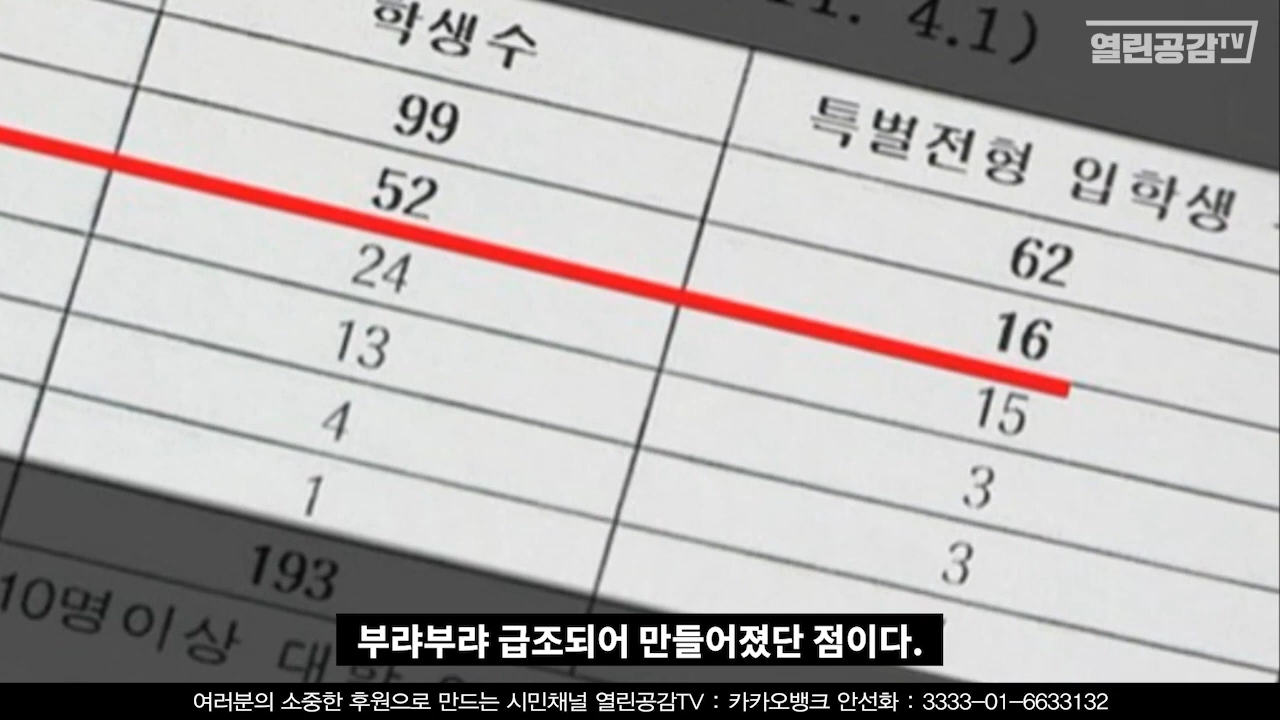 4.1)
열린공감TV
학생수
특별전형 입학생
99
62
52
16
24
15
13
3
4
3
1
193
10명이상
부랴부랴 급조되어 만들어졌단 점이다.
여러분의 소중한 후원으로 만드는 시민채널 열린공감TV : 카카오뱅크 안선화 : 3333-01-6633132